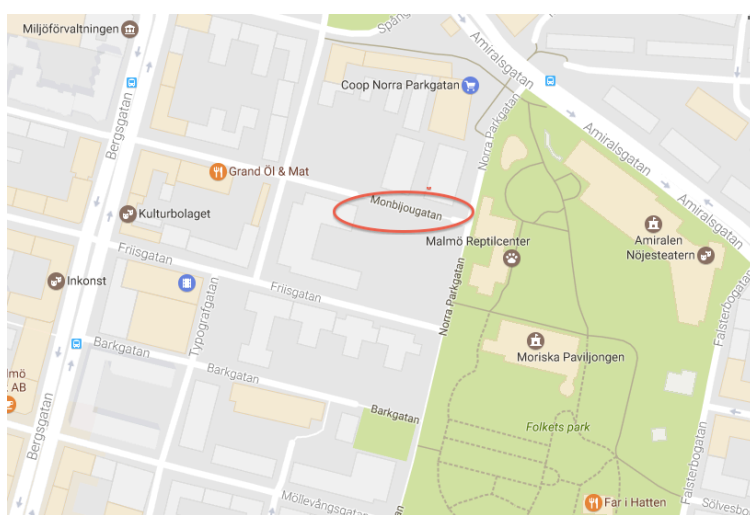 Miljöförvaltningen
Spång
Amiralsgatan
Coop Norra Parkgatan
Bergsgatan
Norra Parkgatan
Amiralsgatan
Grand Öl & Mat
Monbijougatan
Kulturbolaget
Amiralsgatan
Malmö Reptilcenter
Amiralen
Nöjesteatern
Friisgatan
Inkonst
Friisgatan
Typografgatan
Norra Parkgatan
Falsterbogatan
Barkgatan
Moriska Paviljongen
Barkgatan
lmö
AB
Barkgatan
Folkets park
Bergsgatan
Falsterbogatan
Möllevångsgatan
Far i Hatten
Sölvesbo